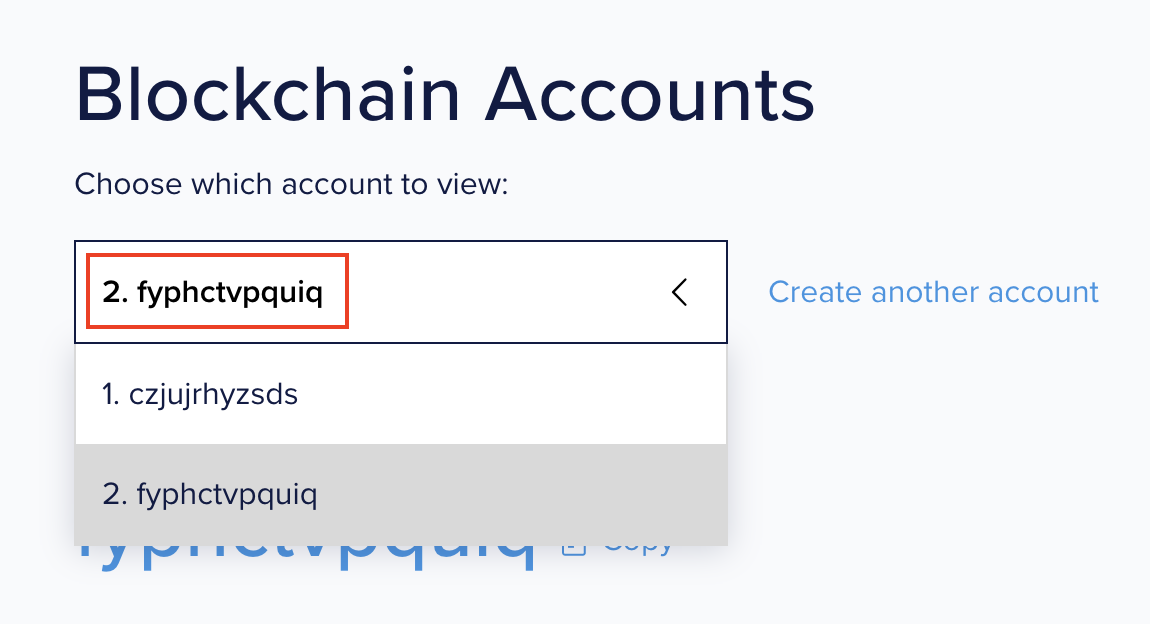 Blockchain Accounts
Choose which account to view:
2. fyphctvpquiq
Create another account
1. czjujrhyzsds
2. fyphctvpquiq
fyphctvpquiq Copy